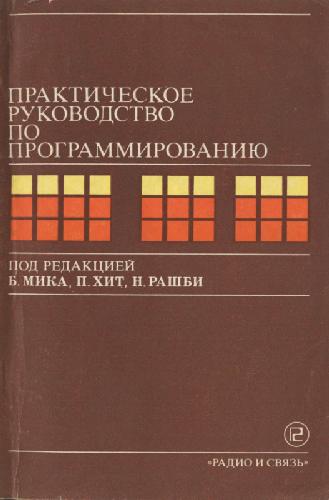 ПРАКТИЧЕСКОЕ
РУКОВОДСТВО
ПО
ПРОГРАММИРОВАНИЮ
ПОД РЕДАКЦИЕЙ
Б. МИКА, П. ХИТ, Н. РАШБИ
«РАДИО И СВЯЗЬ»